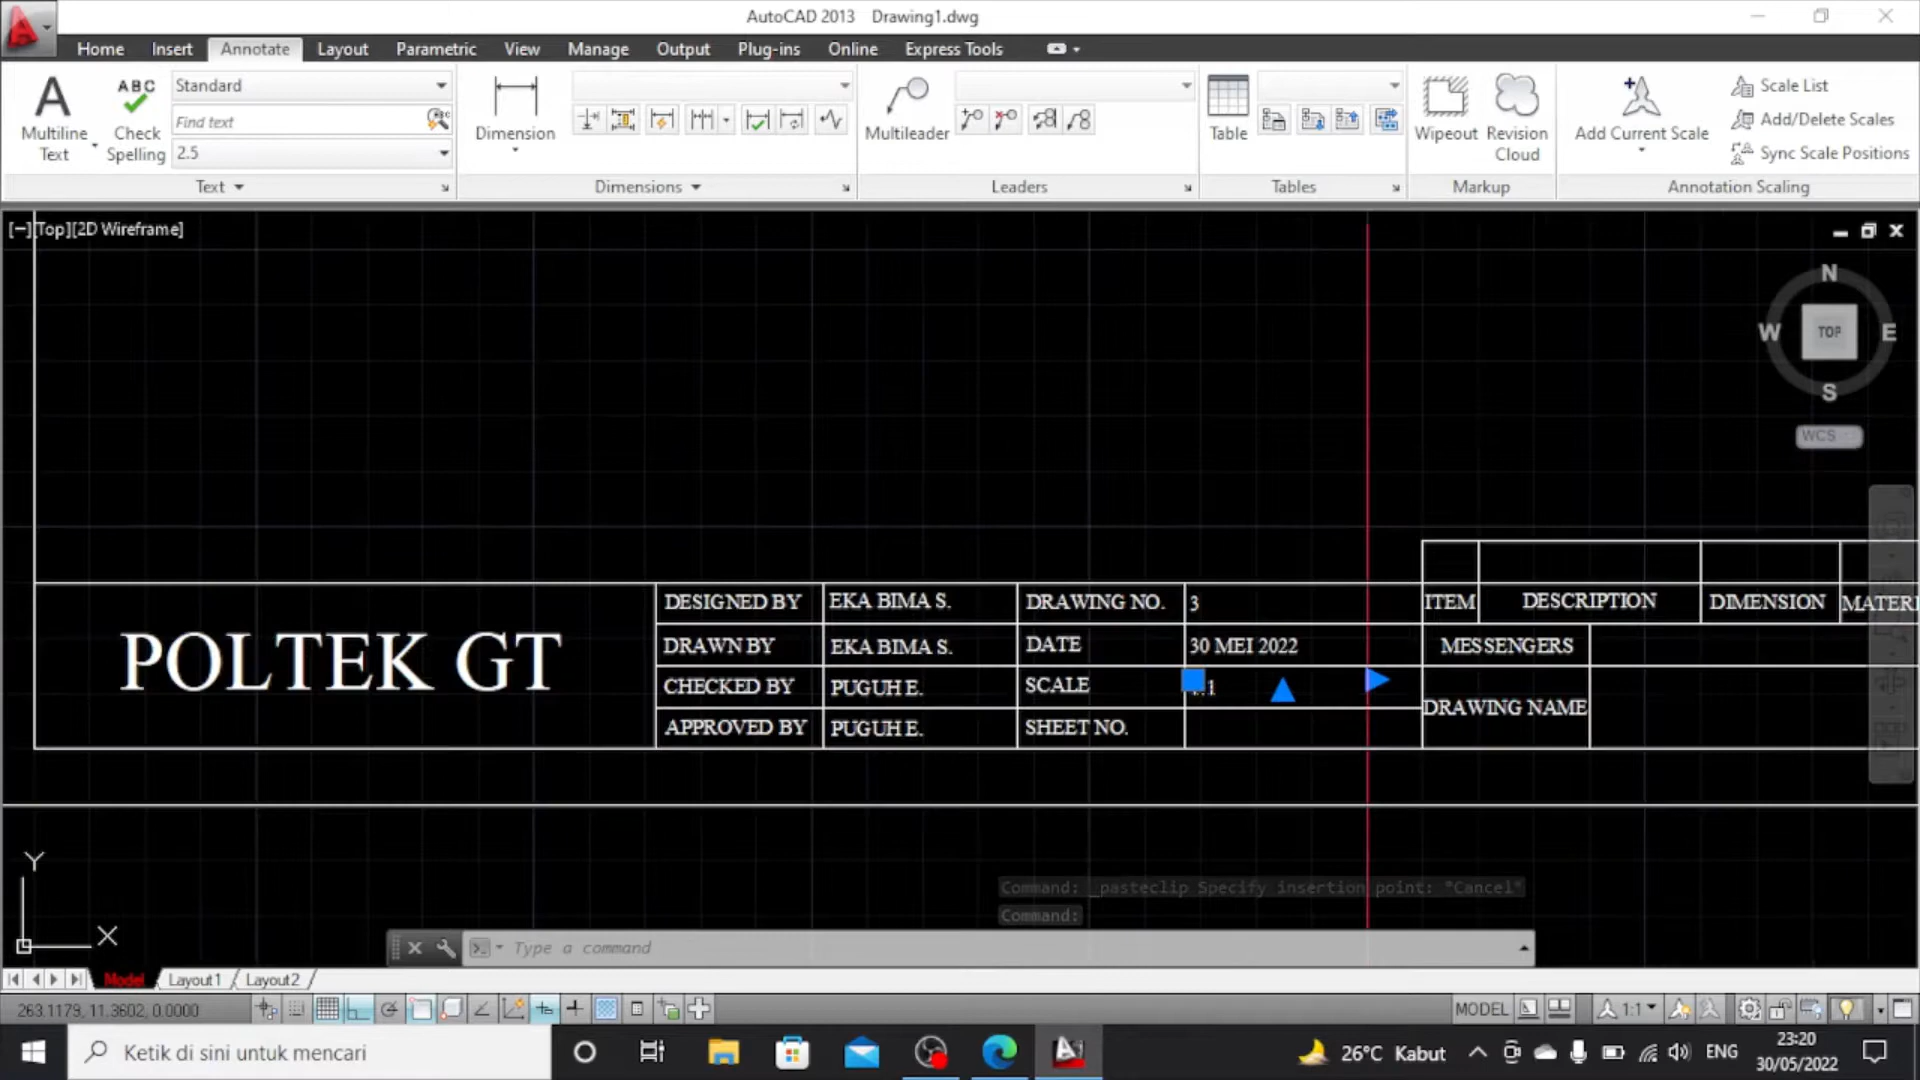 AutoCAD 2013 Drawing1.dwg
Home Insert Annotate Layout Parametric View Manage Output Plug-ins Online Express Tools
Multiline Text
ABC Check Spelling
Standard
Find text
2.5
Dimension
Multileader
Table
Wipeout
Revision Cloud
Add Current Scale
Scale List
Add/Delete Scales
Sync Scale Positions
Text Dimensions Leaders Tables Markup Annotation Scaling
[−][Top][2D Wireframe]
N
W TOP E
S
WCS
POLTEK GT
DESIGNED BY EKA BIMA S. DRAWING NO. 3
DRAWN BY EKA BIMA S. DATE 30 MEI 2022
CHECKED BY PUGUH E. SCALE
APPROVED BY PUGUH E. SHEET NO.
ITEM DESCRIPTION DIMENSION MATERI
MESSENGERS
DRAWING NAME
Y
X
Command: _pasteclip Specify insertion point: "Cancel"
Command:
Type a command
Model Layout1 Layout2
263.1179, 11.3602, 0.0000
MODEL 1:1
Ketik di sini untuk mencari
26°C Kabut
ENG
23:20
30/05/2022